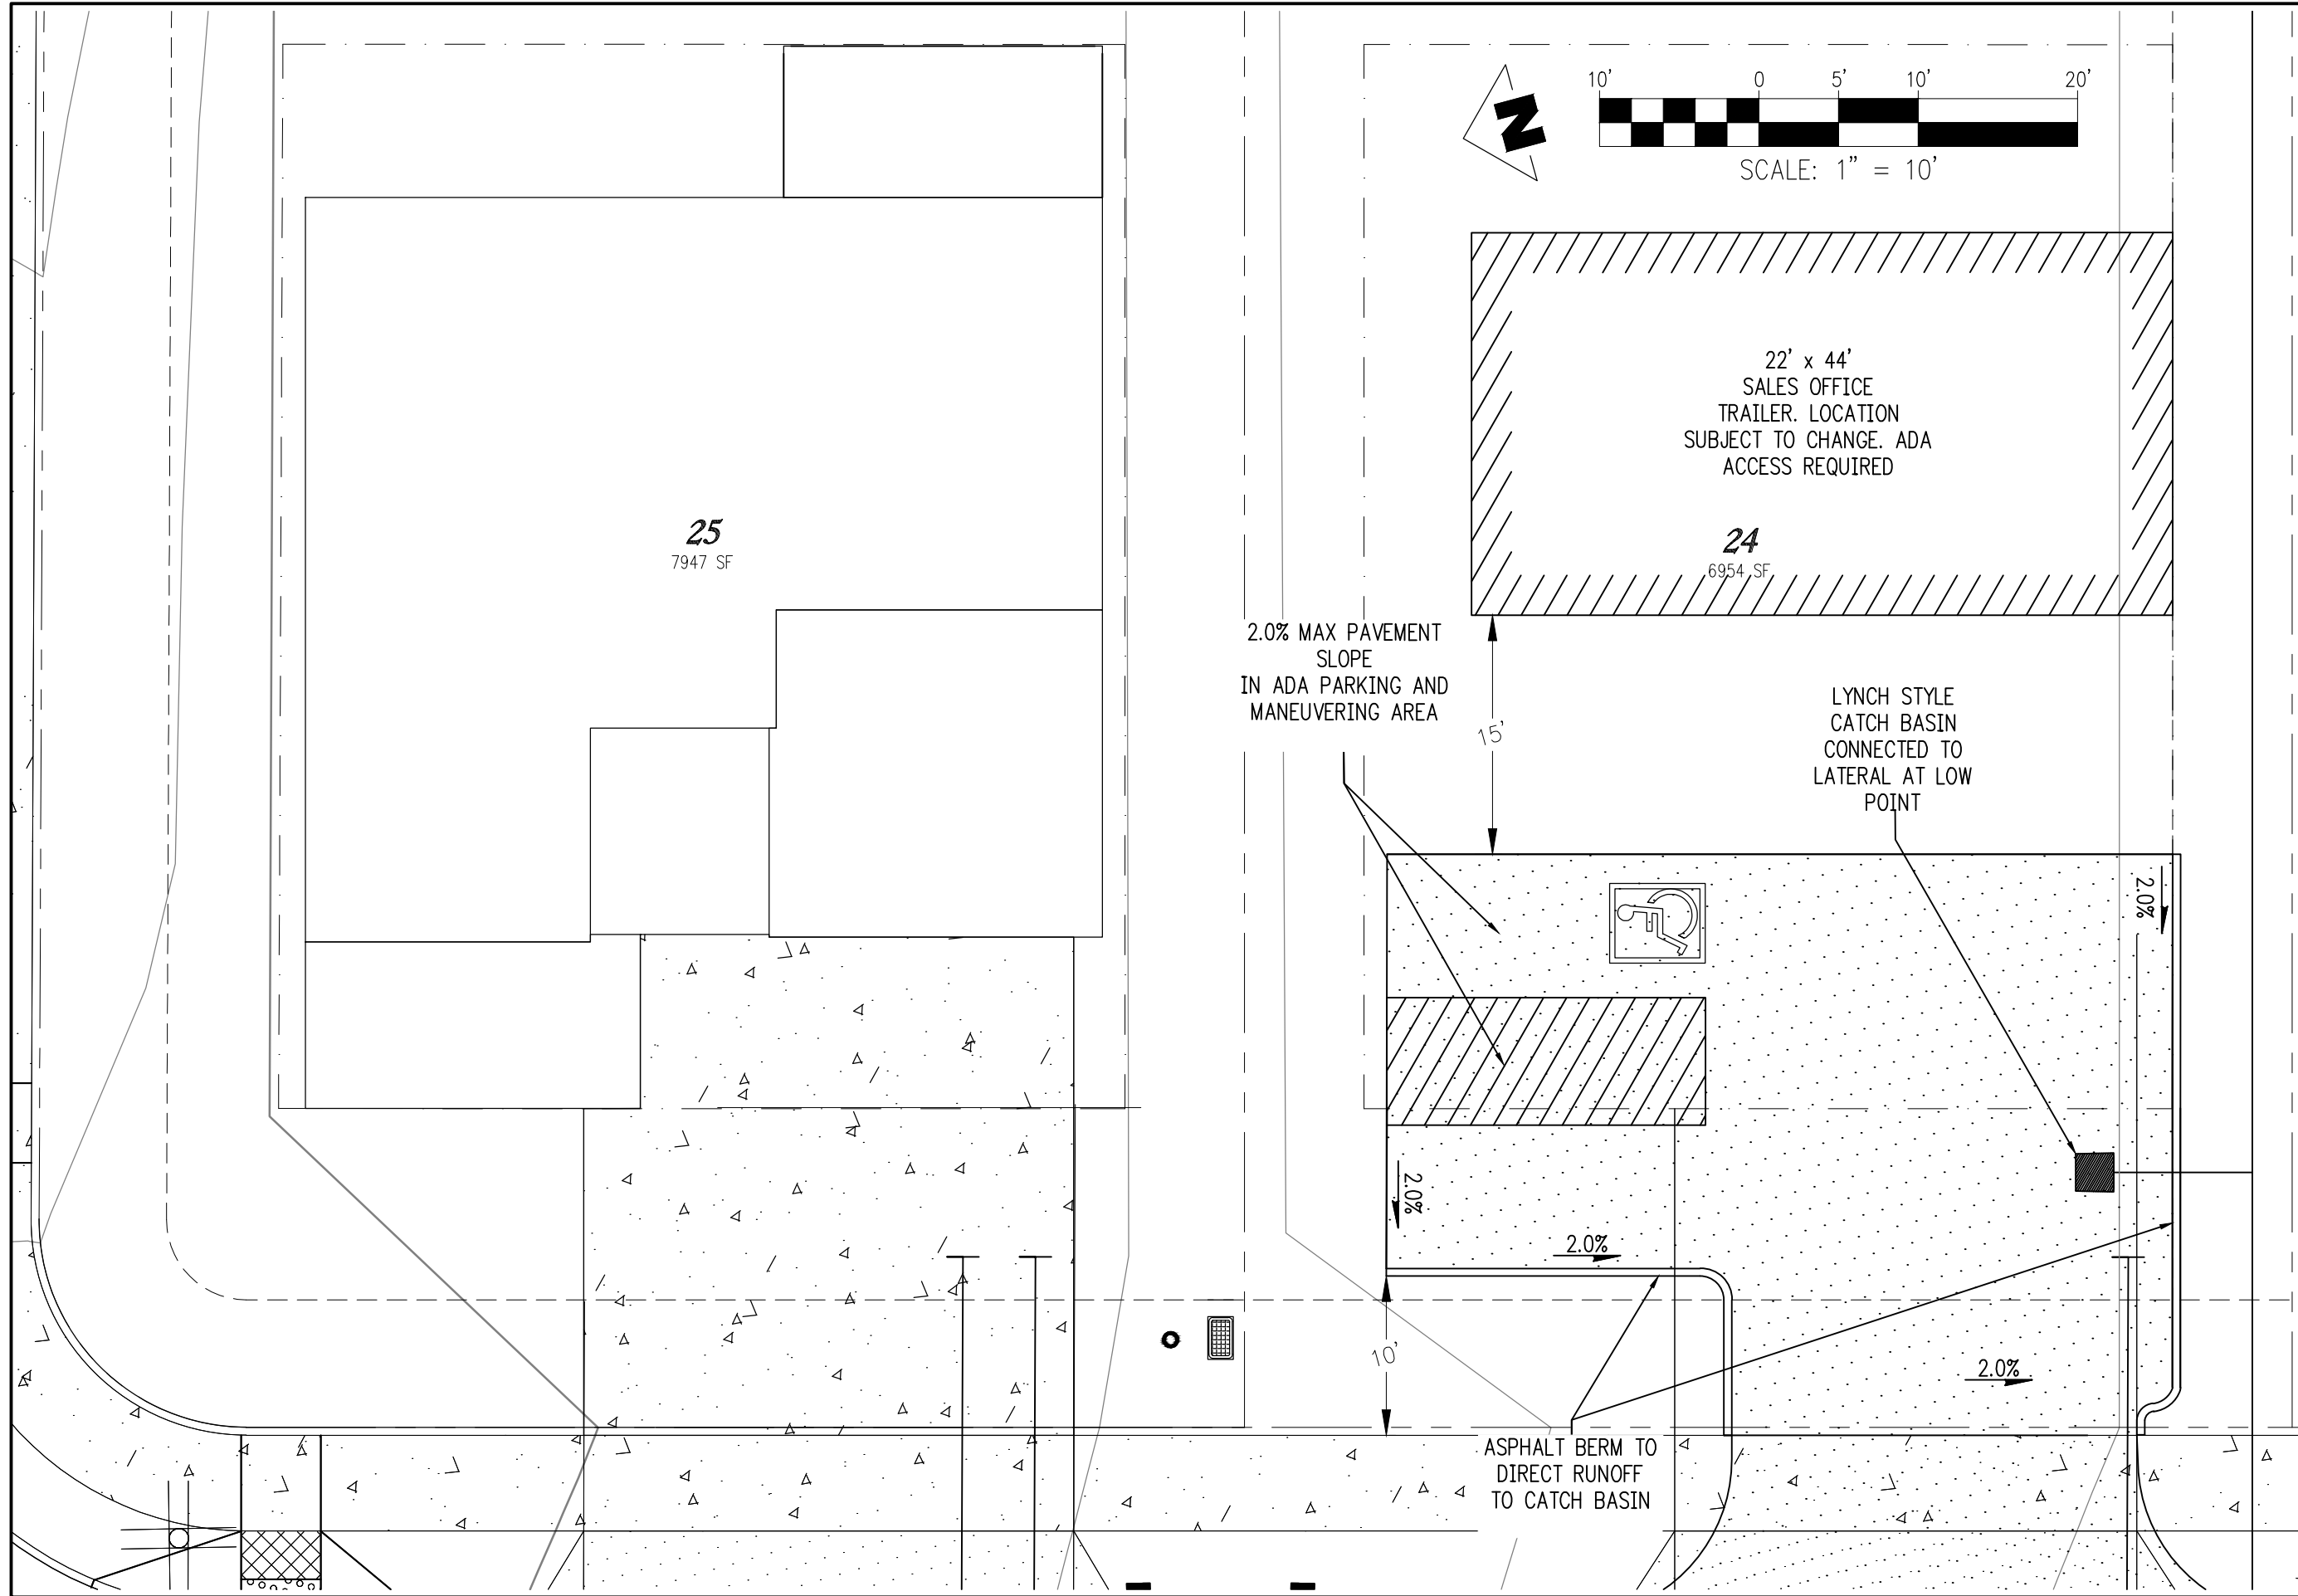 10' 0 5' 10' 20'
N
SCALE: 1" = 10'
22' x 44'
SALES OFFICE
TRAILER. LOCATION
SUBJECT TO CHANGE. ADA
ACCESS REQUIRED
25
7947 SF
24
6954 SF
2.0% MAX PAVEMENT
SLOPE
IN ADA PARKING AND
MANEUVERING AREA
15'
LYNCH STYLE
CATCH BASIN
CONNECTED TO
LATERAL AT LOW
POINT
2.0%
2.0%
2.0%
10'
2.0%
ASPHALT BERM TO
DIRECT RUNOFF
TO CATCH BASIN